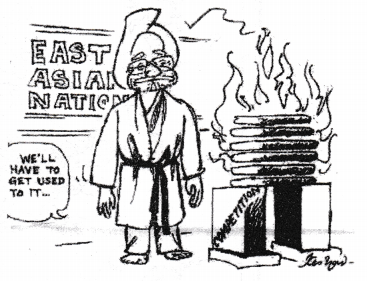 EAST
ASIAN
NATION
WE'LL
HAVE TO
GET USED
TO IT...
COMPETITION